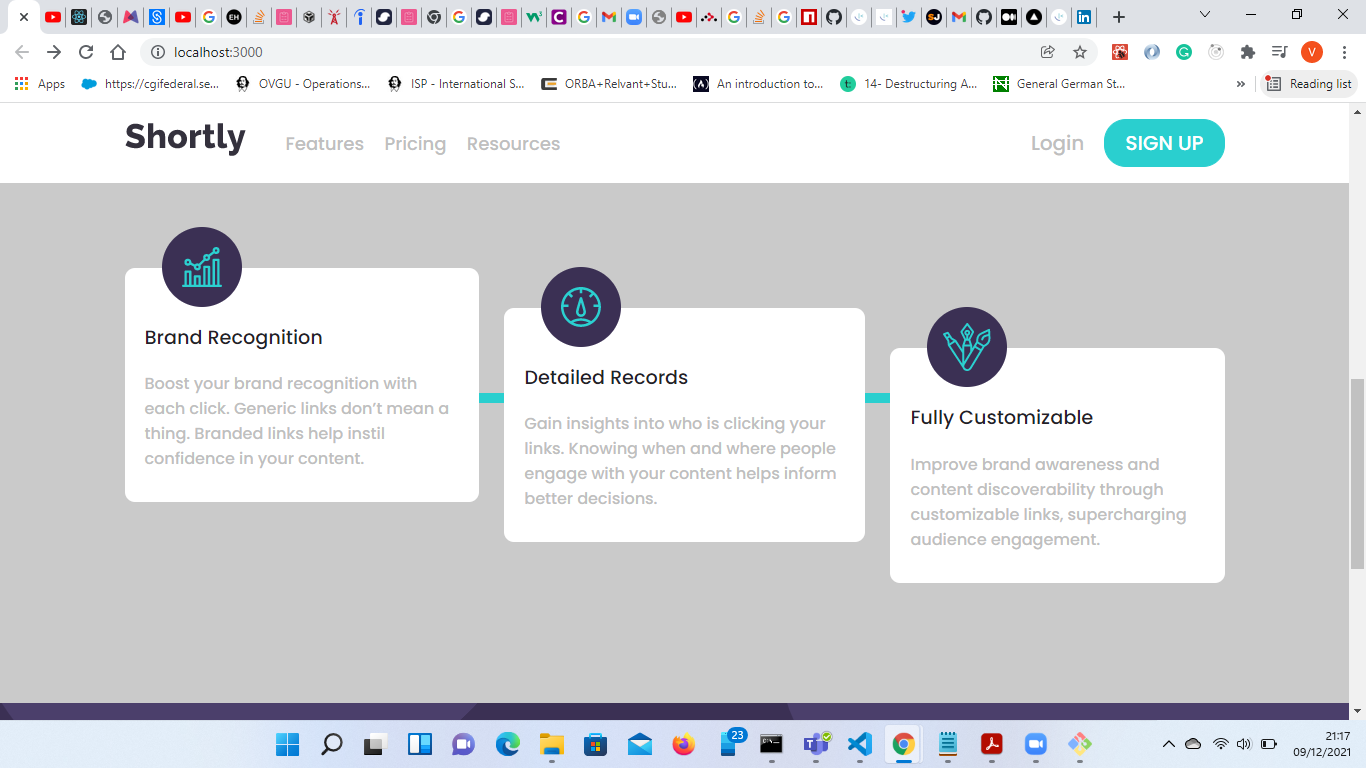 localhost:3000
Apps
https://cgifederal.se...
OVGU - Operations...
ISP - International S...
ORBA+Relvant+Stu...
An introduction to...
14- Destructuring A...
General German St...
»
Reading list
Shortly
Features
Pricing
Resources
Login
SIGN UP
Brand Recognition
Boost your brand recognition with
each click. Generic links don’t mean a
thing. Branded links help instil
confidence in your content.
Detailed Records
Gain insights into who is clicking your
links. Knowing when and where people
engage with your content helps inform
better decisions.
Fully Customizable
Improve brand awareness and
content discoverability through
customizable links, supercharging
audience engagement.
23
21:17
09/12/2021